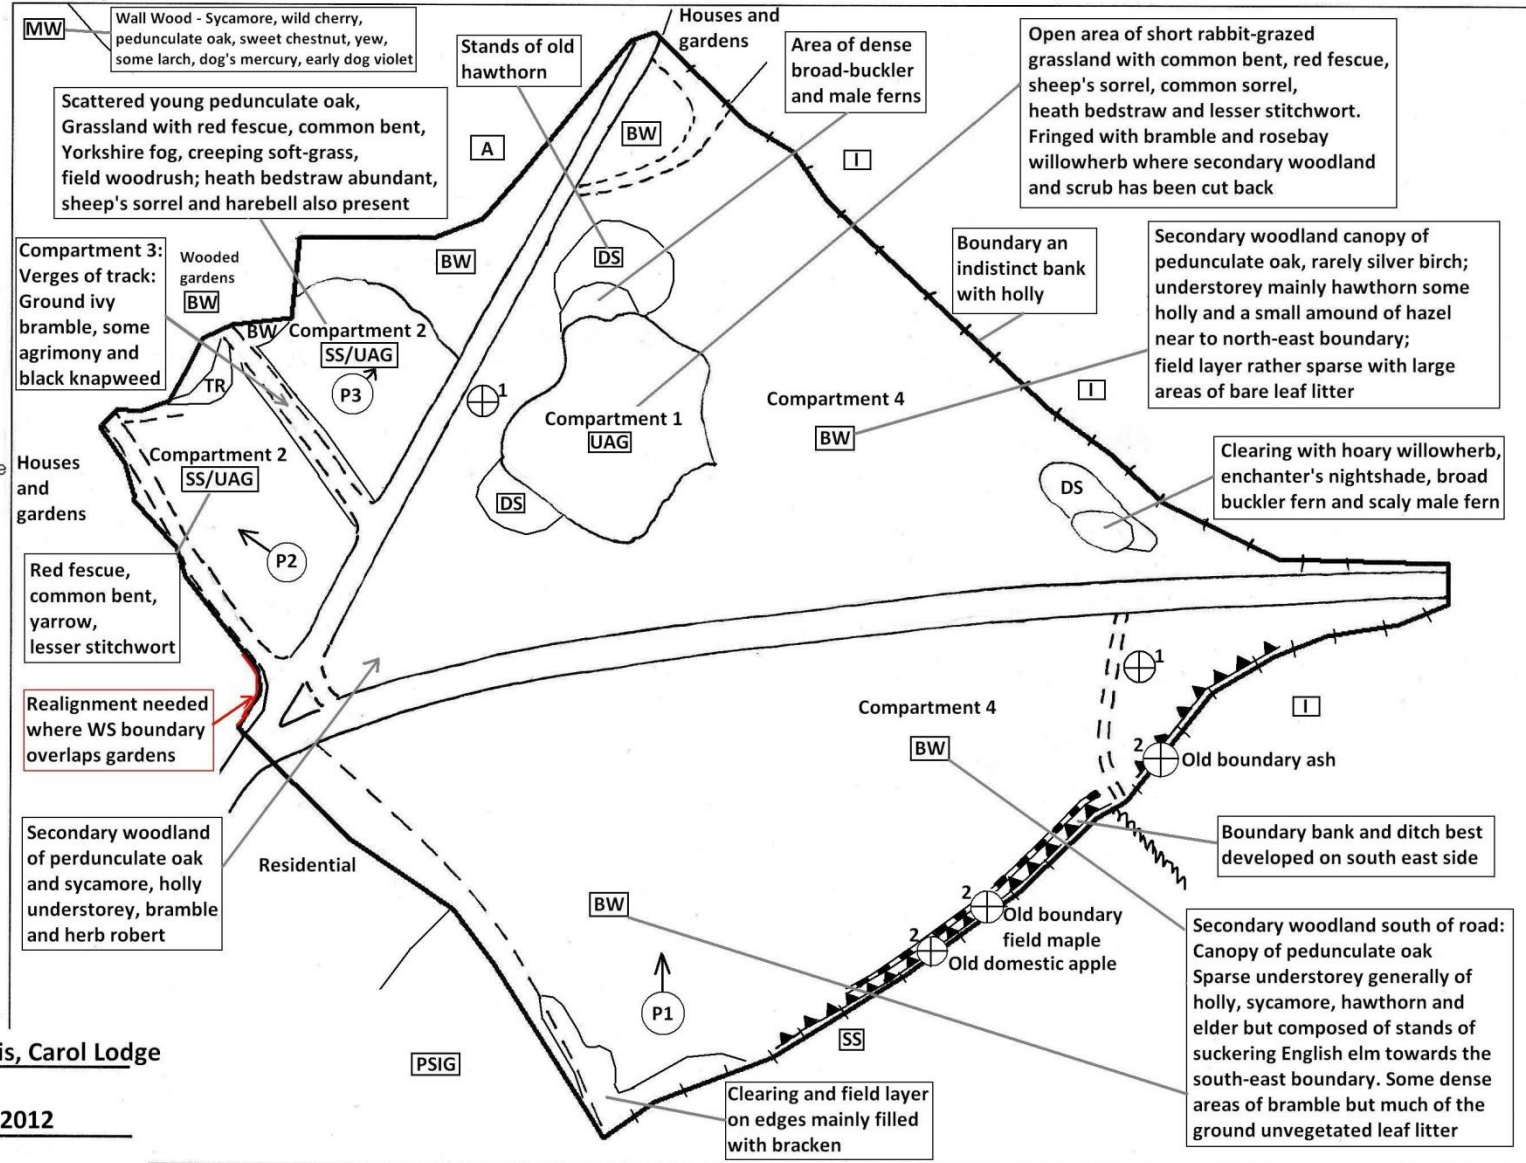 MW
Wall Wood - Sycamore, wild cherry,
pedunculate oak, sweet chestnut, yew,
some larch, dog's mercury, early dog violet
Stands of old
hawthorn
Houses and
gardens
Area of dense
broad-buckler
and male ferns
Open area of short rabbit-grazed
grassland with common bent, red fescue,
sheep's sorrel, common sorrel,
heath bedstraw and lesser stitchwort.
Fringed with bramble and rosebay
willowherb where secondary woodland
and scrub has been cut back
Scattered young pedunculate oak,
Grassland with red fescue, common bent,
Yorkshire fog, creeping soft-grass,
field woodrush; heath bedstraw abundant,
sheep's sorrel and harebell also present
A
BW
I
Compartment 3:
Verges of track:
Ground ivy
bramble, some
agrimony and
black knapweed
Wooded
gardens
BW
BW
DS
Boundary an
indistinct bank
with holly
Secondary woodland canopy of
pedunculate oak, rarely silver birch;
understorey mainly hawthorn some
holly and a small amound of hazel
near to north-east boundary;
field layer rather sparse with large
areas of bare leaf litter
BW
Compartment 2
SS/UAG
P3
TR
1
Compartment 1
UAG
Compartment 4
BW
I
e
Houses
and
gardens
Compartment 2
SS/UAG
DS
DS
Clearing with hoary willowherb,
enchanter's nightshade, broad
buckler fern and scaly male fern
P2
Red fescue,
common bent,
yarrow,
lesser stitchwort
Realignment needed
where WS boundary
overlaps gardens
1
Compartment 4
BW
I
2
Old boundary ash
Secondary woodland
of perdunculate oak
and sycamore, holly
understorey, bramble
and herb robert
Residential
Boundary bank and ditch best
developed on south east side
BW
2
Old boundary
field maple
2
Old domestic apple
P1
SS
PSIG
Secondary woodland south of road:
Canopy of pedunculate oak
Sparse understorey generally of
holly, sycamore, hawthorn and
elder but composed of stands of
suckering English elm towards the
south-east boundary. Some dense
areas of bramble but much of the
ground unvegetated leaf litter
Clearing and field layer
on edges mainly filled
with bracken
is, Carol Lodge
2012